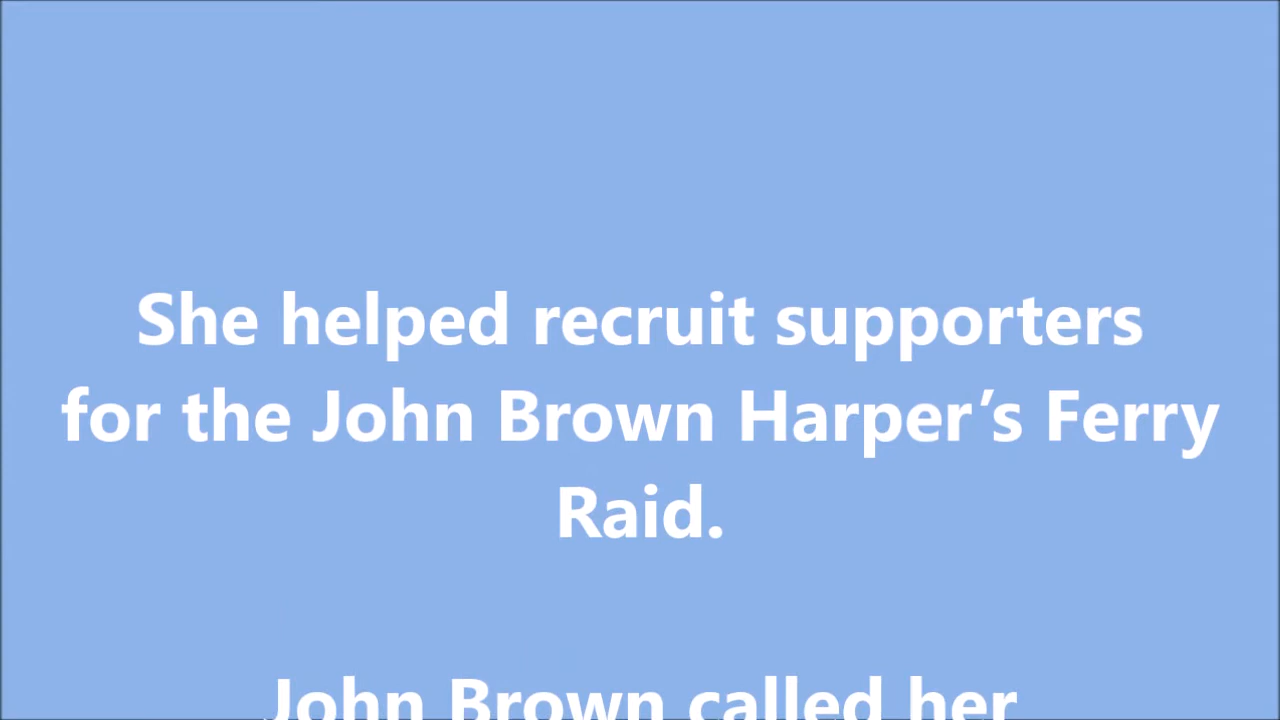 She helped recruit supporters
for the John Brown Harper’s Ferry
Raid.
John Brown called her